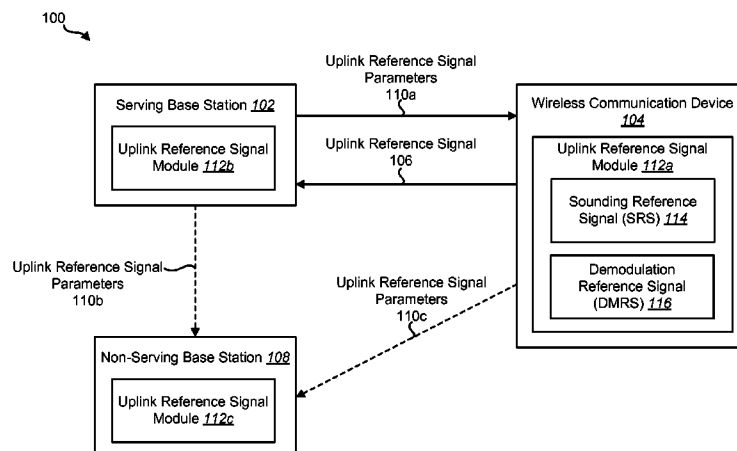 100
Uplink Reference Signal
Parameters
110a
Serving Base Station 102
Uplink Reference Signal
Module 112b
Wireless Communication Device
104
Uplink Reference Signal
Module 112a
Uplink Reference Signal
106
Sounding Reference
Signal (SRS) 114
Demodulation
Reference Signal
(DMRS) 116
Uplink Reference Signal
Parameters
110b
Uplink Reference Signal
Parameters
110c
Non-Serving Base Station 108
Uplink Reference Signal
Module 112c